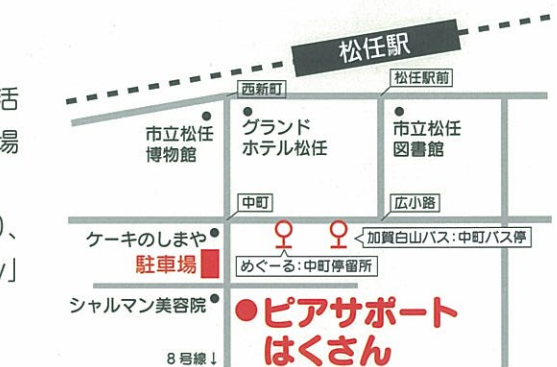 松任駅
西新町
松任駅前
活
場
市立松任
博物館
グランド
ホテル松任
市立松任
図書館
中町
広小路
)、
」
ケーキのしまや
駐車場
めぐーる:中町停留所
加賀白山バス:中町バス停
シャルマン美容院
ピアサポート
はくさん
8号線↓